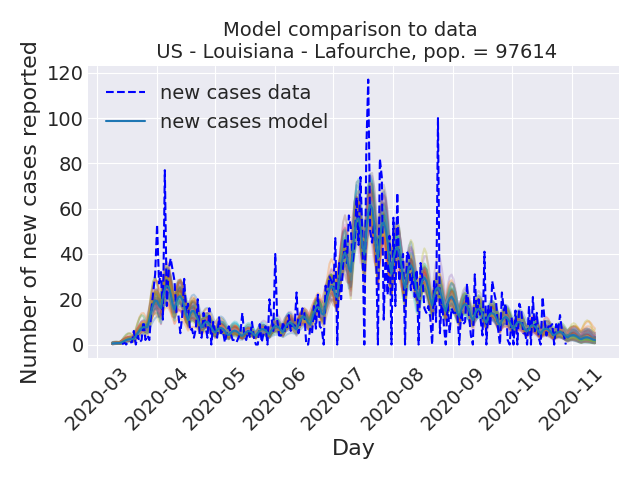 Model comparison to data
US - Louisiana - Lafourche, pop. = 97614
Number of new cases reported
120
100
80
60
40
20
0
new cases data
new cases model
2020-03
2020-04
2020-05
2020-06
2020-07
2020-08
2020-09
2020-10
2020-11
Day